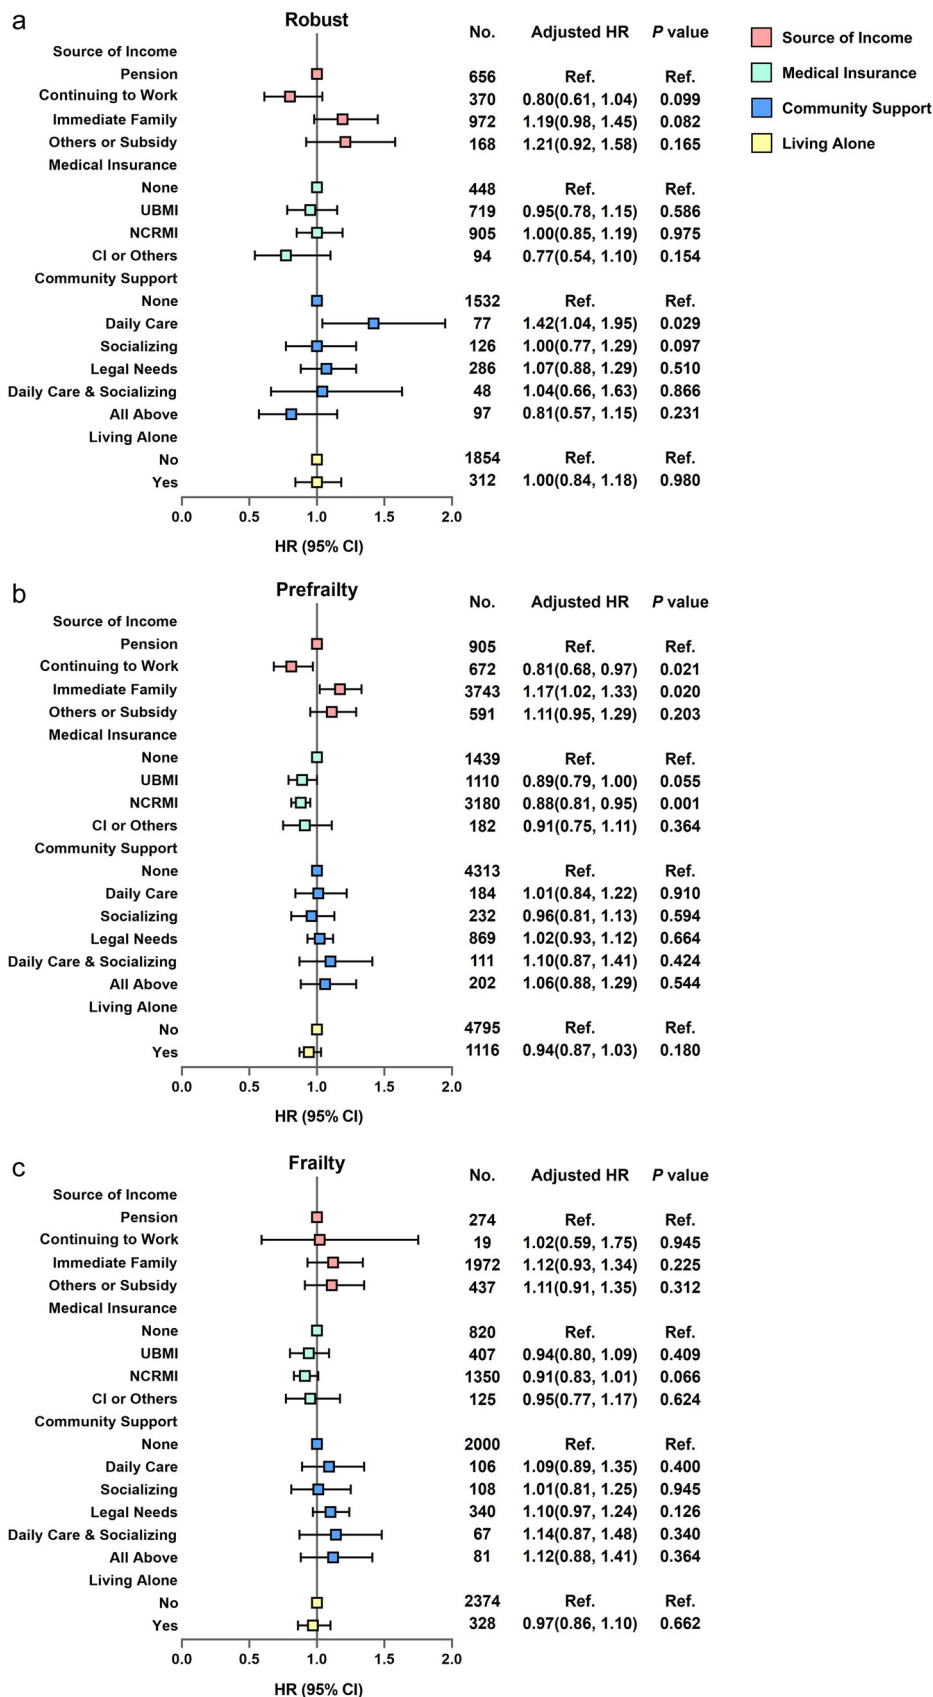 a
Robust
No. Adjusted HR P value
Source of Income
Pension 656 Ref. Ref.
Continuing to Work 370 0.80(0.61, 1.04) 0.099
Immediate Family 972 1.19(0.98, 1.45) 0.082
Others or Subsidy 168 1.21(0.92, 1.58) 0.165
Medical Insurance
None 448 Ref. Ref.
UBMI 719 0.95(0.78, 1.15) 0.586
NCRMI 905 1.00(0.85, 1.19) 0.975
CI or Others 94 0.77(0.54, 1.10) 0.154
Community Support
None 1532 Ref. Ref.
Daily Care 77 1.42(1.04, 1.95) 0.029
Socializing 126 1.00(0.77, 1.29) 0.097
Legal Needs 286 1.07(0.88, 1.29) 0.510
Daily Care & Socializing 48 1.04(0.66, 1.63) 0.866
All Above 97 0.81(0.57, 1.15) 0.231
Living Alone
No 1854 Ref. Ref.
Yes 312 1.00(0.84, 1.18) 0.980
0.0 0.5 1.0 1.5 2.0
HR (95% CI)
Source of Income
Medical Insurance
Community Support
Living Alone
b
Prefrailty
No. Adjusted HR P value
Source of Income
Pension 905 Ref. Ref.
Continuing to Work 672 0.81(0.68, 0.97) 0.021
Immediate Family 3743 1.17(1.02, 1.33) 0.020
Others or Subsidy 591 1.11(0.95, 1.29) 0.203
Medical Insurance
None 1439 Ref. Ref.
UBMI 1110 0.89(0.79, 1.00) 0.055
NCRMI 3180 0.88(0.81, 0.95) 0.001
CI or Others 182 0.91(0.75, 1.11) 0.364
Community Support
None 4313 Ref. Ref.
Daily Care 184 1.01(0.84, 1.22) 0.910
Socializing 232 0.96(0.81, 1.13) 0.594
Legal Needs 869 1.02(0.93, 1.12) 0.664
Daily Care & Socializing 111 1.10(0.87, 1.41) 0.424
All Above 202 1.06(0.88, 1.29) 0.544
Living Alone
No 4795 Ref. Ref.
Yes 1116 0.94(0.87, 1.03) 0.180
0.0 0.5 1.0 1.5 2.0
HR (95% CI)
c
Frailty
No. Adjusted HR P value
Source of Income
Pension 274 Ref. Ref.
Continuing to Work 19 1.02(0.59, 1.75) 0.945
Immediate Family 1972 1.12(0.93, 1.34) 0.225
Others or Subsidy 437 1.11(0.91, 1.35) 0.312
Medical Insurance
None 820 Ref. Ref.
UBMI 407 0.94(0.80, 1.09) 0.409
NCRMI 1350 0.91(0.83, 1.01) 0.066
CI or Others 125 0.95(0.77, 1.17) 0.624
Community Support
None 2000 Ref. Ref.
Daily Care 106 1.09(0.89, 1.35) 0.400
Socializing 108 1.01(0.81, 1.25) 0.945
Legal Needs 340 1.10(0.97, 1.24) 0.126
Daily Care & Socializing 67 1.14(0.87, 1.48) 0.340
All Above 81 1.12(0.88, 1.41) 0.364
Living Alone
No 2374 Ref. Ref.
Yes 328 0.97(0.86, 1.10) 0.662
0.0 0.5 1.0 1.5 2.0
HR (95% CI)